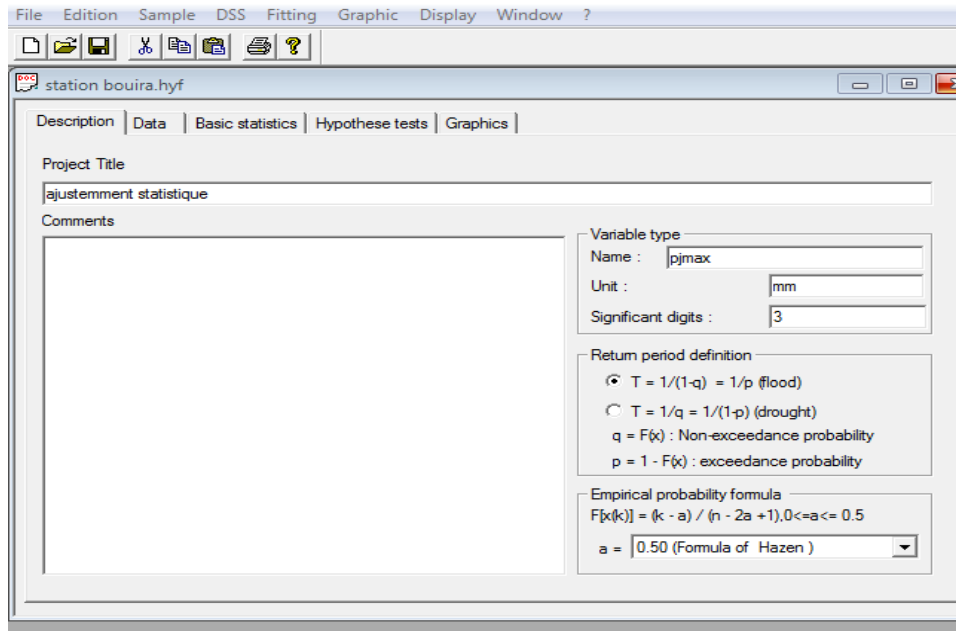 File Edition Sample DSS Fitting Graphic Display Window ?
DOC station bouira.hyf
Description Data Basic statistics Hypothese tests Graphics
Project Title
ajustemment statistique
Comments
Variable type
Name : pjmax
Unit : mm
Significant digits : 3
Return period definition
T = 1/(1-q) = 1/p (flood)
T = 1/q = 1/(1-p) (drought)
q = F(x) : Non-exceedance probability
p = 1 - F(x) : exceedance probability
Empirical probability formula
F[x(k)] = (k - a) / (n - 2a +1),0<=a<= 0.5
a = 0.50 (Formula of Hazen )